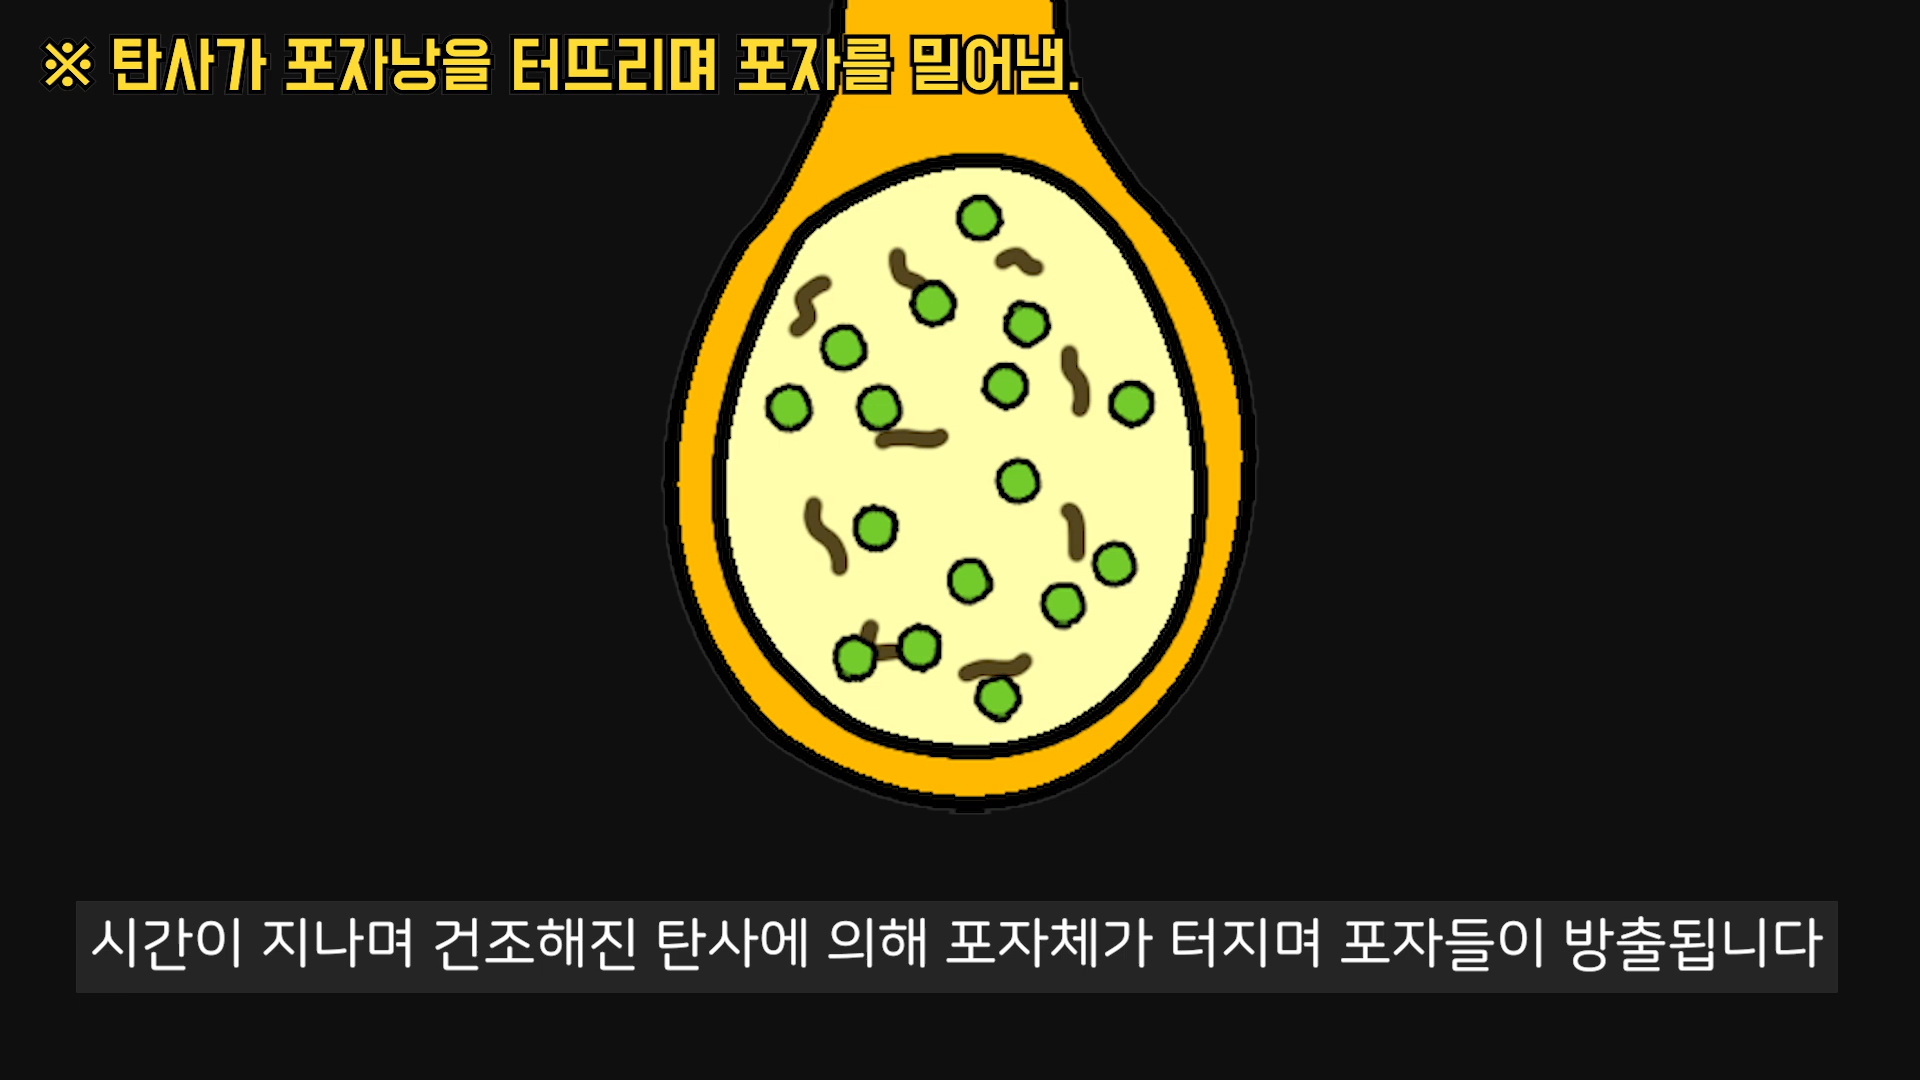 ※ 탄사가 포자낭을 터뜨리며 포자를 밀어냄.
시간이 지나며 건조해진 탄사에 의해 포자체가 터지며 포자들이 방출됩니다